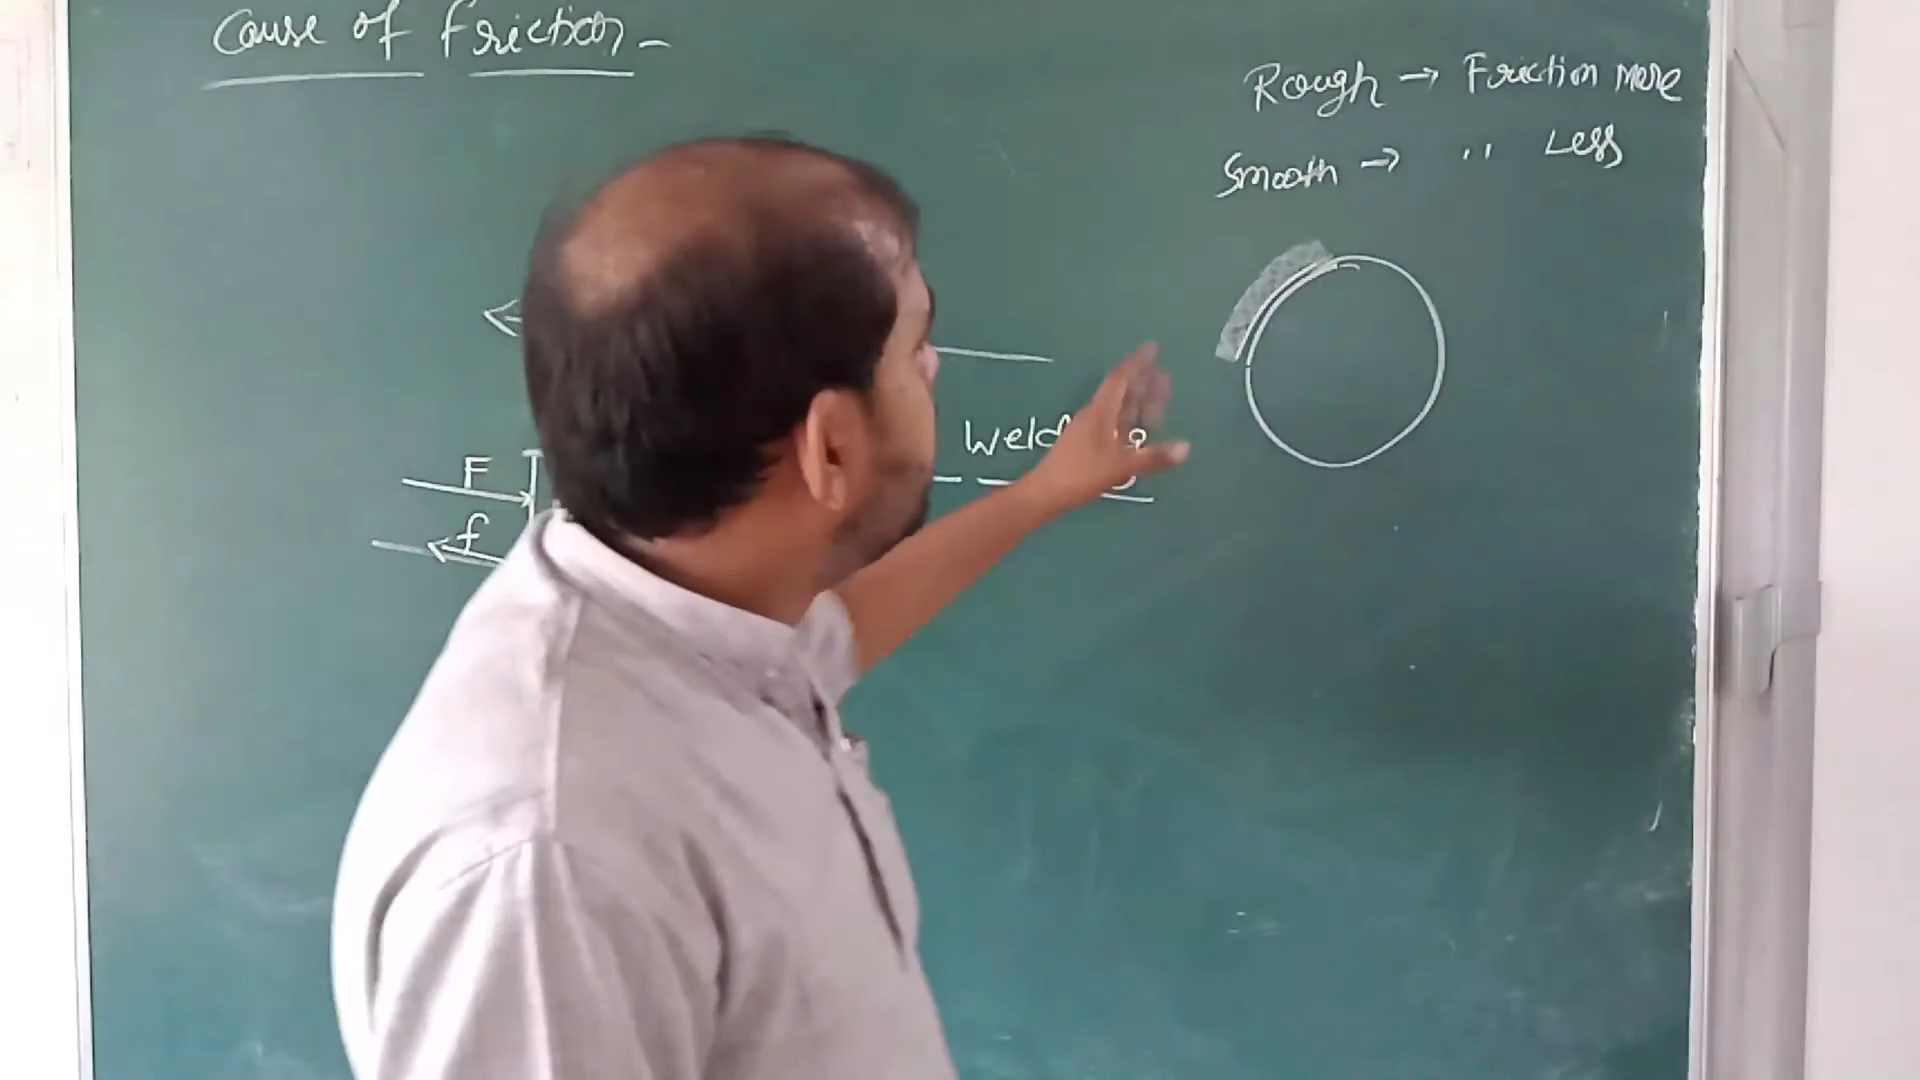 Cause of friction -
Rough → Friction more
Smooth → '' Less
F
f